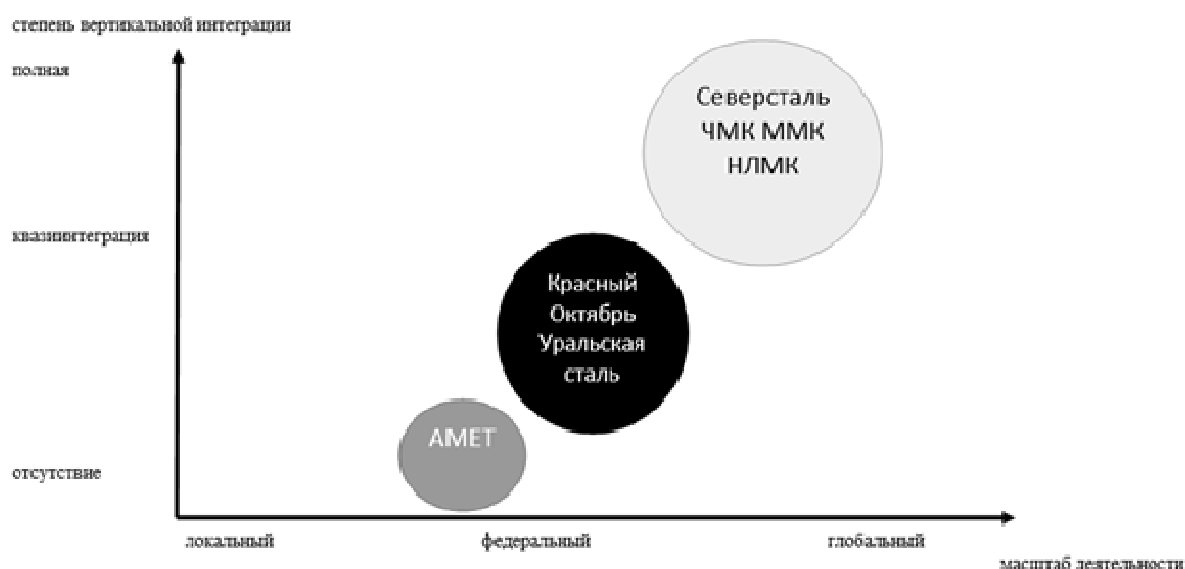 степень вертикальной интеграции
полная
Северсталь
ЧМК ММК
НЛМК
квазиинтеграция
Красный
Октябрь
Уральская
сталь
АМЕТ
отсутствие
локальный
федеральный
глобальный
масштаб деятельности